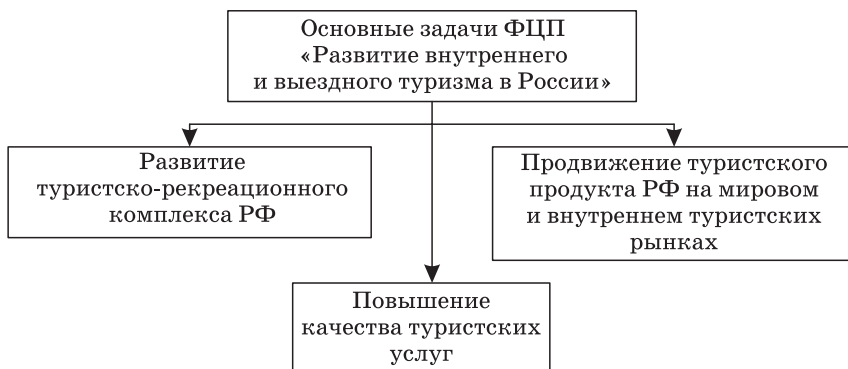 Основные задачи ФЦП
«Развитие внутреннего
и выездного туризма в России»
Развитие
туристско-рекреационного
комплекса РФ
Продвижение туристского
продукта РФ на мировом
и внутреннем туристских
рынках
Повышение
качества туристских
услуг